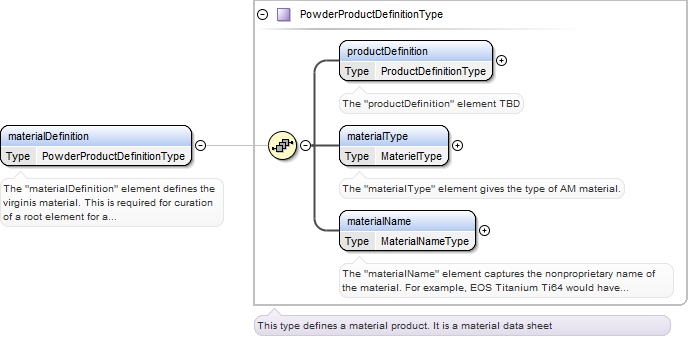 PowderProductDefinitionType
productDefinition
Type ProductDefinitionType
The "productDefinition" element TBD
materialDefinition
Type PowderProductDefinitionType
The "materialDefinition" element defines the
virginis material. This is required for curation
of a root element for a...
materialType
Type MaterielType
The "materialType" element gives the type of AM material.
materialName
Type MaterialNameType
The "materialName" element captures the nonproprietary name of
the material. For example, EOS Titanium Ti64 would have...
This type defines a material product. It is a material data sheet